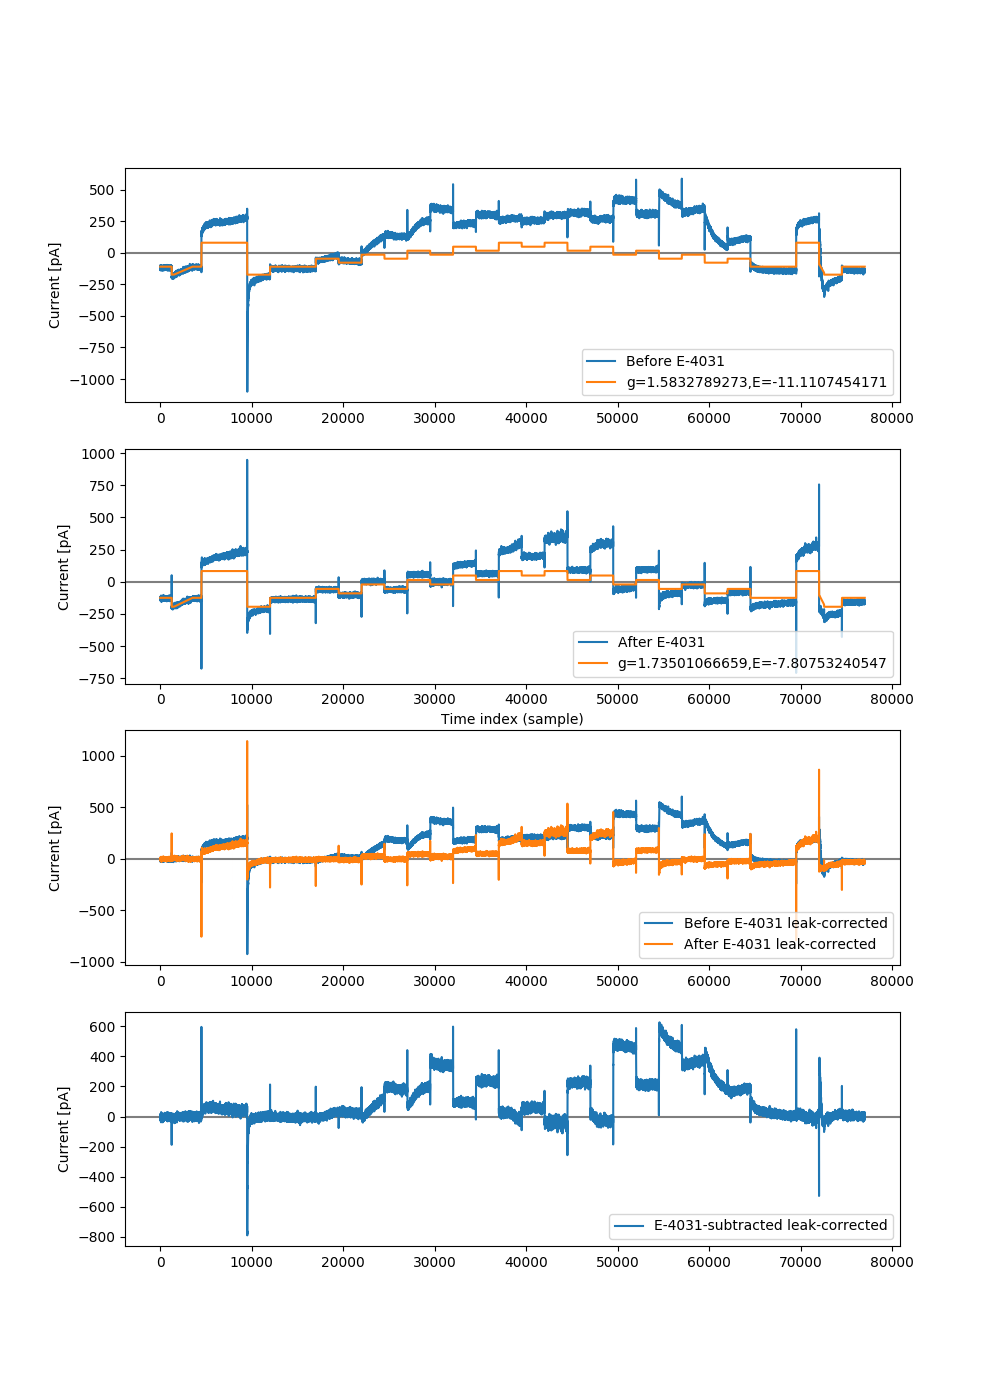 500
250
0
−250
−500
−750
−1000
Current [pA]
Before E-4031
g=1.5832789273,E=-11.1107454171
0 10000 20000 30000 40000 50000 60000 70000 80000
1000
750
500
250
0
−250
−500
−750
Current [pA]
After E-4031
g=1.73501066659,E=-7.80753240547
0 10000 20000 30000 40000 50000 60000 70000 80000
Time index (sample)
1000
500
0
−500
−1000
Current [pA]
Before E-4031 leak-corrected
After E-4031 leak-corrected
0 10000 20000 30000 40000 50000 60000 70000 80000
600
400
200
0
−200
−400
−600
−800
Current [pA]
E-4031-subtracted leak-corrected
0 10000 20000 30000 40000 50000 60000 70000 80000